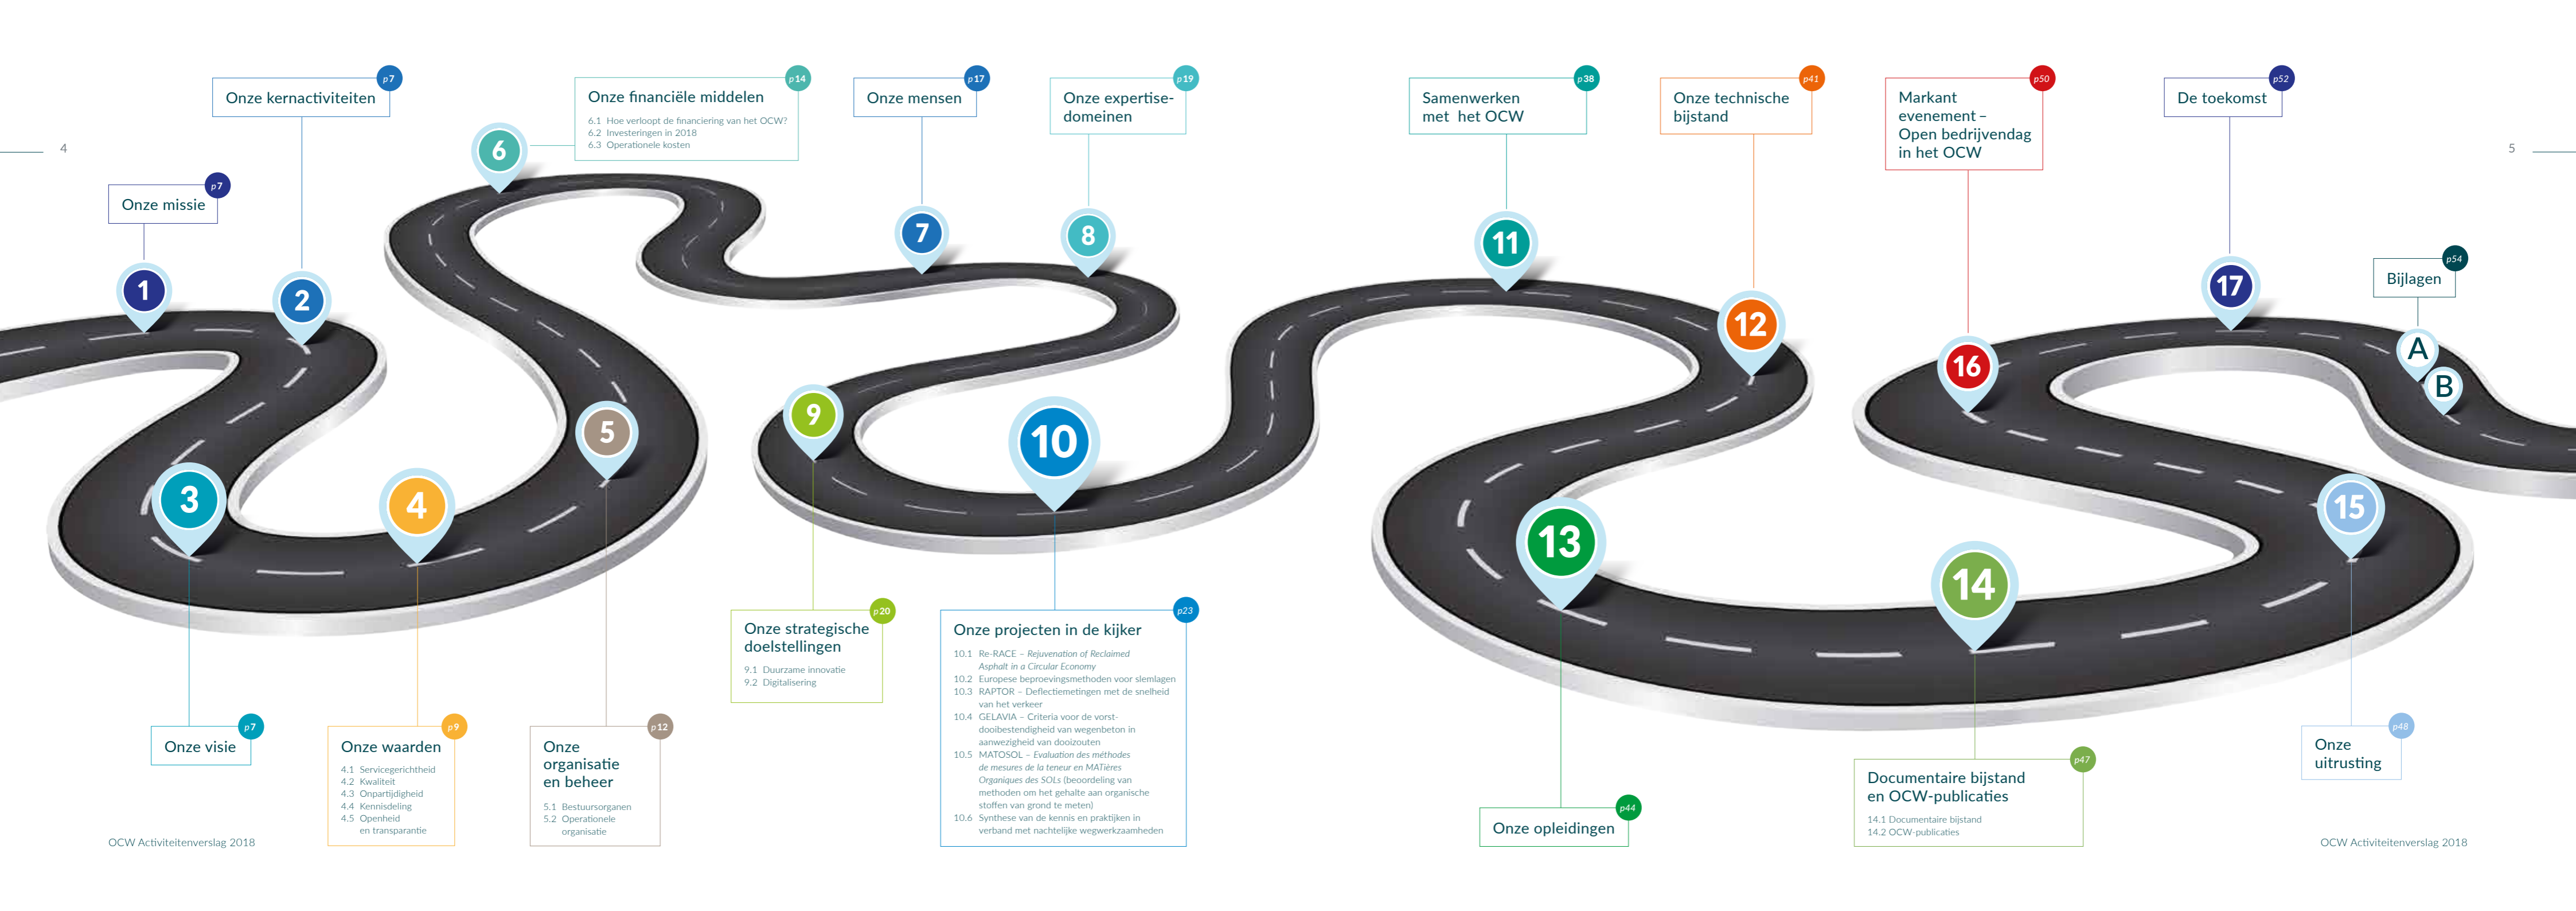 4
Onze missie
p7
1
Onze kernactiviteiten
p7
2
3
Onze visie
p7
4
Onze waarden
p9
4.1 Servicegerichtheid
4.2 Kwaliteit
4.3 Onpartijdigheid
4.4 Kennisdeling
4.5 Openheid
en transparantie
5
Onze
organisatie
en beheer
p12
5.1 Bestuursorganen
5.2 Operationele
organisatie
6
Onze financiële middelen
p14
6.1 Hoe verloopt de financiering van het OCW?
6.2 Investeringen in 2018
6.3 Operationele kosten
7
Onze mensen
p17
8
Onze expertise-
domeinen
p19
9
Onze strategische
doelstellingen
p20
9.1 Duurzame innovatie
9.2 Digitalisering
10
Onze projecten in de kijker
p23
10.1 Re-RACE – Rejuvenation of Reclaimed
Asphalt in a Circular Economy
10.2 Europese beproevingsmethoden voor slemlagen
10.3 RAPTOR – Deflectiemetingen met de snelheid
van het verkeer
10.4 GELAVIA – Criteria voor de vorst-
dooibestendigheid van wegenbeton in
aanwezigheid van dooizouten
10.5 MATOSOL – Evaluation des méthodes
de mesures de la teneur en MATières
Organiques des SOLs (beoordeling van
methoden om het gehalte aan organische
stoffen van grond te meten)
10.6 Synthese van de kennis en praktijken in
verband met nachtelijke wegwerkzaamheden
OCW Activiteitenverslag 2018
11
Samenwerken
met het OCW
p38
12
Onze technische
bijstand
p41
13
Onze opleidingen
p44
14
Documentaire bijstand
en OCW-publicaties
p47
14.1 Documentaire bijstand
14.2 OCW-publicaties
15
Onze
uitrusting
p48
16
Markant
evenement –
Open bedrijvendag
in het OCW
p50
17
De toekomst
p52
Bijlagen
p54
A
B
5
OCW Activiteitenverslag 2018